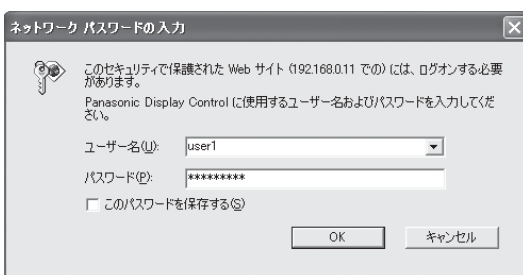 ネットワーク パスワードの入力
このセキュリティで保護された Web サイト (192.168.0.11 での) には、ログオンする必要
があります。
Panasonic Display Control に使用するユーザー名およびパスワードを入力してくだ
さい。
ユーザー名(U):
user1
パスワード(P):
*********
このパスワードを保存する(S)
OK
キャンセル